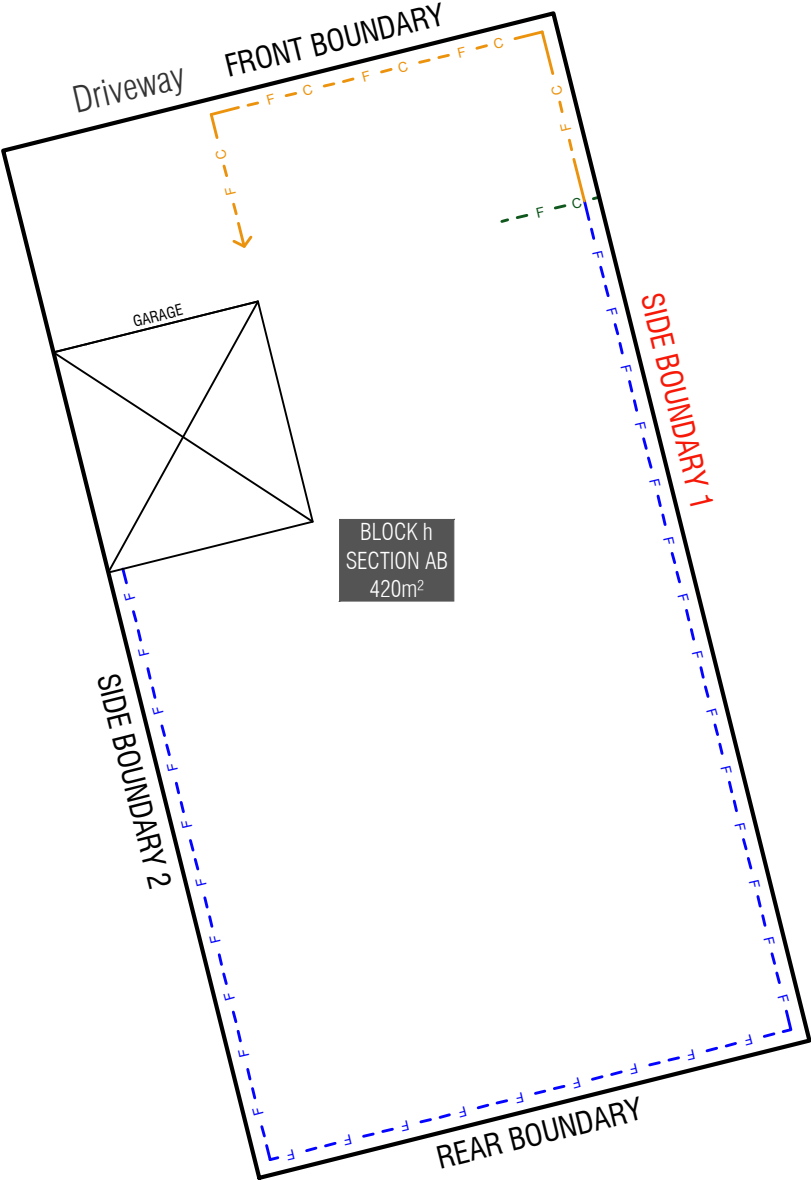 FRONT BOUNDARY
Driveway
F C F C F C
C F
C F
F C
GARAGE
SIDE BOUNDARY 1
F F F F F F F F F F F F F F
BLOCK h
SECTION AB
420m²
SIDE BOUNDARY 2
F F F F F F F F F F
F F F F F F F F F
REAR BOUNDARY